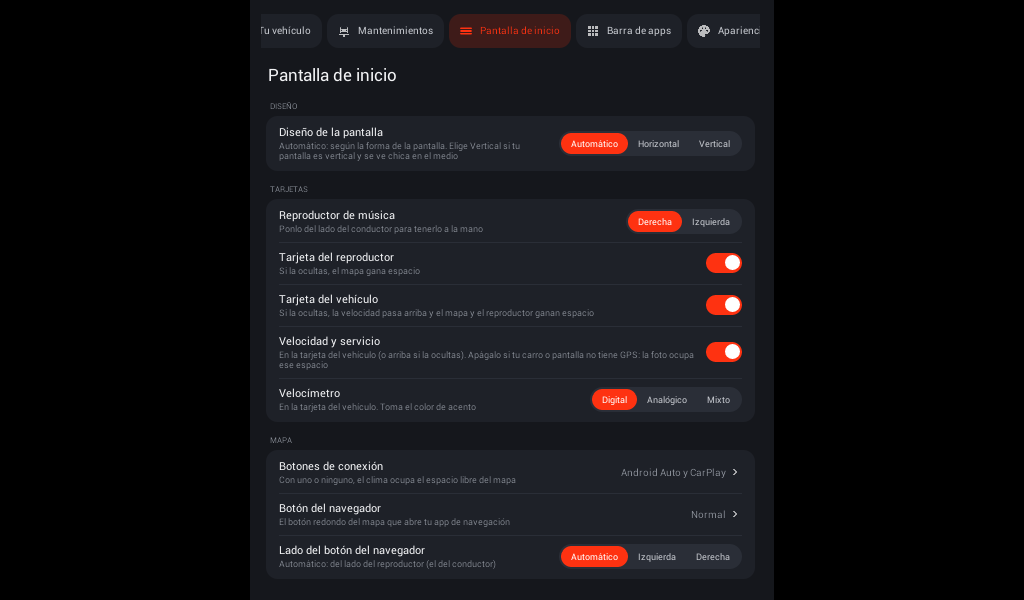 Tu vehículo
Mantenimientos
Pantalla de inicio
Barra de apps
Aparienci
Pantalla de inicio
DISEÑO
Diseño de la pantalla
Automático: según la forma de la pantalla. Elige Vertical si tu
pantalla es vertical y se ve chica en el medio
Automático
Horizontal
Vertical
TARJETAS
Reproductor de música
Ponlo del lado del conductor para tenerlo a la mano
Derecha
Izquierda
Tarjeta del reproductor
Si la ocultas, el mapa gana espacio
Tarjeta del vehículo
Si la ocultas, la velocidad pasa arriba y el mapa y el reproductor ganan espacio
Velocidad y servicio
En la tarjeta del vehículo (o arriba si la ocultas). Apágalo si tu carro o pantalla no tiene GPS: la foto ocupa
ese espacio
Velocímetro
En la tarjeta del vehículo. Toma el color de acento
Digital
Analógico
Mixto
MAPA
Botones de conexión
Con uno o ninguno, el clima ocupa el espacio libre del mapa
Android Auto y CarPlay
Botón del navegador
El botón redondo del mapa que abre tu app de navegación
Normal
Lado del botón del navegador
Automático: del lado del reproductor (el del conductor)
Automático
Izquierda
Derecha